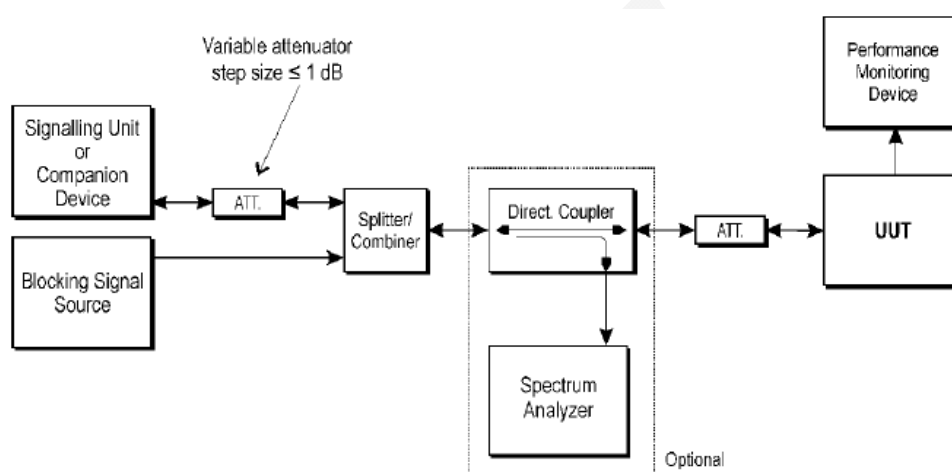 Variable attenuator
step size ≤ 1 dB
Performance
Monitoring
Device
Signalling Unit
or
Companion
Device
ATT.
Splitter/
Combiner
Direct. Coupler
ATT.
UUT
Blocking Signal
Source
Spectrum
Analyzer
Optional